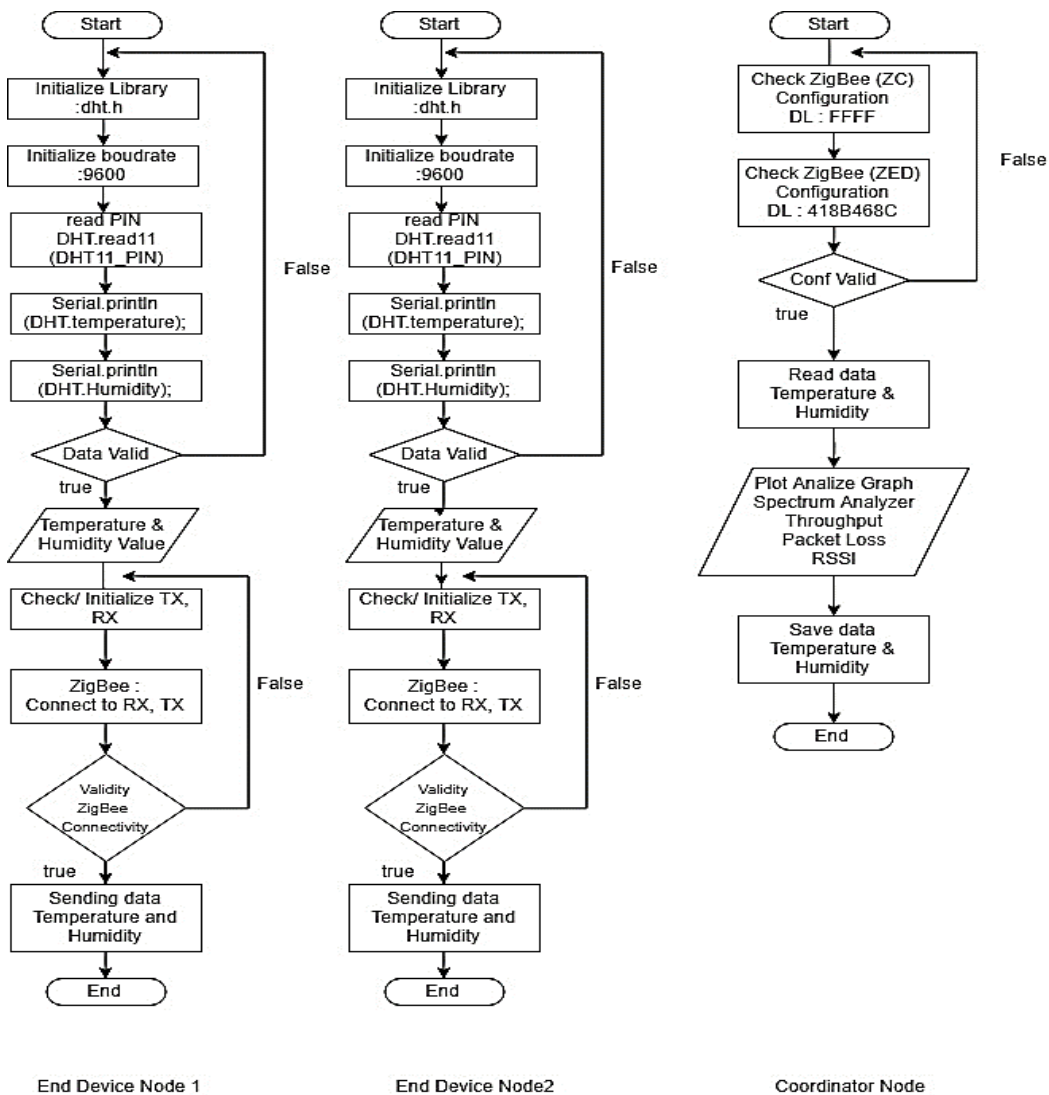 Start
Initialize Library
:dht.h
Initialize boudrate
:9600
read PIN
DHT.read11
(DHT11_PIN)
False
Serial.println
(DHT.temperature);
Serial.println
(DHT.Humidity);
Data Valid
true
Temperature &
Humidity Value
Check/ Initialize TX,
RX
ZigBee :
Connect to RX, TX
False
Validity
ZigBee
Connectivity
true
Sending data
Temperature and
Humidity
End
End Device Node 1
Start
Initialize Library
:dht.h
Initialize boudrate
:9600
read PIN
DHT.read11
(DHT11_PIN)
False
Serial.println
(DHT.temperature);
Serial.println
(DHT.Humidity);
Data Valid
true
Temperature &
Humidity Value
Check/ Initialize TX,
RX
ZigBee :
Connect to RX, TX
False
Validity
ZigBee
Connectivity
true
Sending data
Temperature and
Humidity
End
End Device Node2
Start
Check ZigBee (ZC)
Configuration
DL : FFFF
False
Check ZigBee (ZED)
Configuration
DL : 418B468C
Conf Valid
true
Read data
Temperature &
Humidity
Plot Analize Graph
Spectrum Analyzer
Throughput
Packet Loss
RSSI
Save data
Temperature &
Humidity
End
Coordinator Node